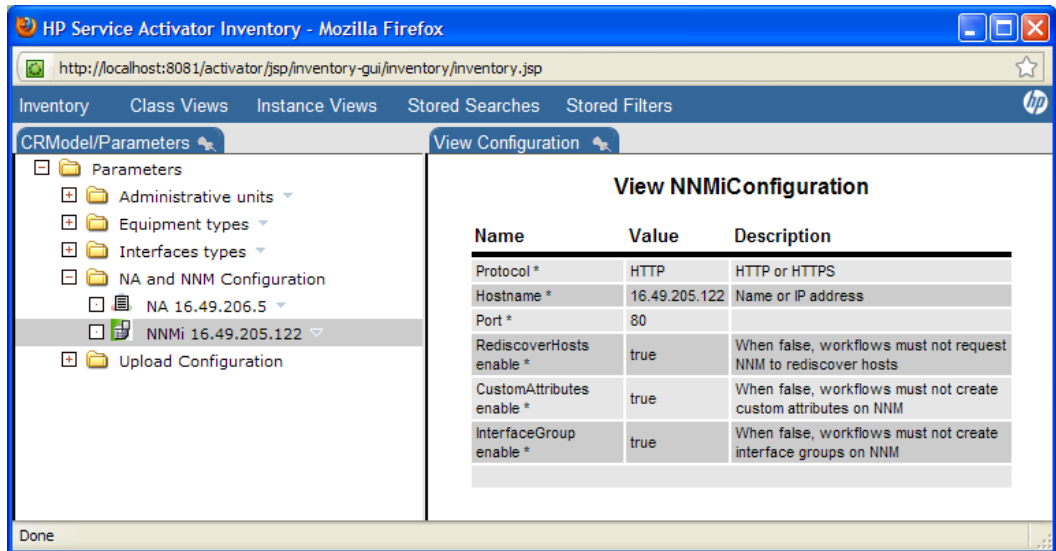 HP Service Activator Inventory - Mozilla Firefox
http://localhost:8081/activator/jsp/inventory-gui/inventory/inventory.jsp
Inventory Class Views Instance Views Stored Searches Stored Filters
hp
CRModel/Parameters
Parameters
Administrative units
Equipment types
Interfaces types
NA and NNM Configuration
NA 16.49.206.5
NNMi 16.49.205.122
Upload Configuration
View Configuration
View NNMiConfiguration
Name Value Description
Protocol * HTTP HTTP or HTTPS
Hostname * 16.49.205.122 Name or IP address
Port * 80
RediscoverHosts
enable *
true
When false, workflows must not request
NNM to rediscover hosts
CustomAttributes
enable *
true
When false, workflows must not create
custom attributes on NNM
InterfaceGroup
enable *
true
When false, workflows must not create
interface groups on NNM
Done